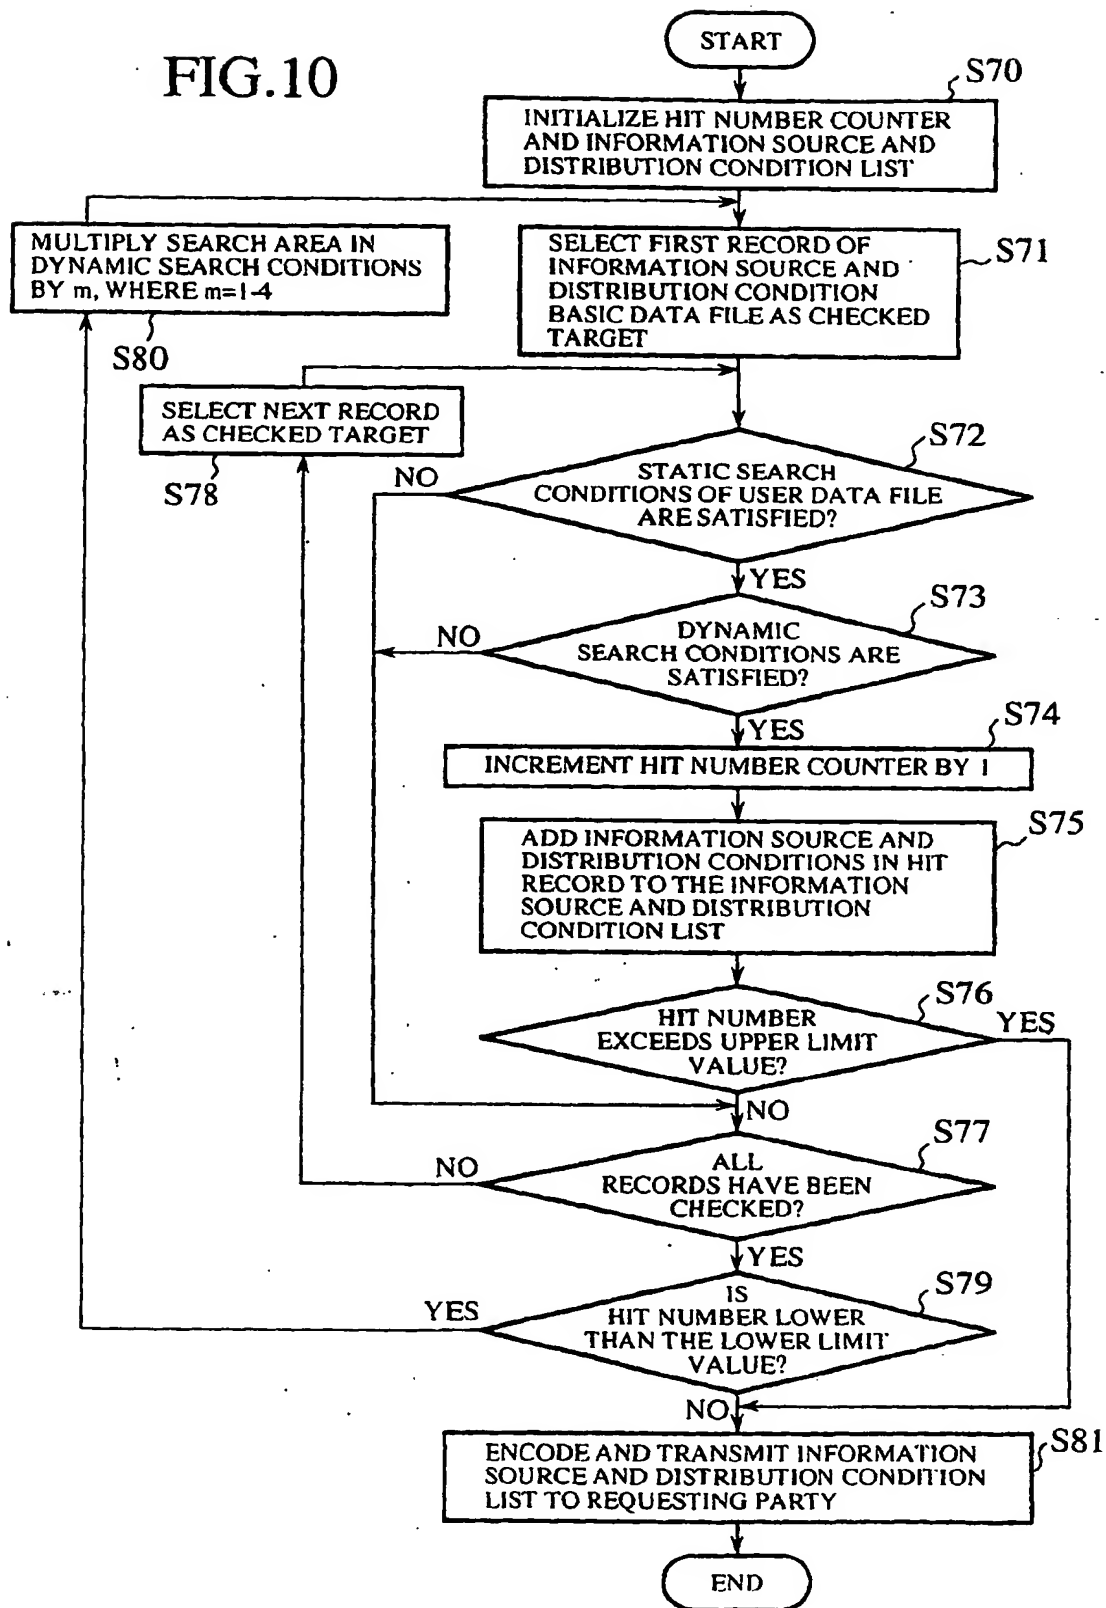 FIG.10
START
S70
INITIALIZE HIT NUMBER COUNTER
AND INFORMATION SOURCE AND
DISTRIBUTION CONDITION LIST
MULTIPLY SEARCH AREA IN
DYNAMIC SEARCH CONDITIONS
BY m, WHERE m=1-4
S80
SELECT FIRST RECORD OF
INFORMATION SOURCE AND
DISTRIBUTION CONDITION
BASIC DATA FILE AS CHECKED
TARGET
S71
SELECT NEXT RECORD
AS CHECKED TARGET
S78
S72
STATIC SEARCH
CONDITIONS OF USER DATA FILE
ARE SATISFIED?
NO
YES
S73
DYNAMIC
SEARCH CONDITIONS ARE
SATISFIED?
NO
YES
S74
INCREMENT HIT NUMBER COUNTER BY 1
S75
ADD INFORMATION SOURCE AND
DISTRIBUTION CONDITIONS IN HIT
RECORD TO THE INFORMATION
SOURCE AND DISTRIBUTION
CONDITION LIST
S76
HIT NUMBER
EXCEEDS UPPER LIMIT
VALUE?
YES
NO
S77
ALL
RECORDS HAVE BEEN
CHECKED?
NO
YES
S79
IS
HIT NUMBER LOWER
THAN THE LOWER LIMIT
VALUE?
YES
NO
S81
ENCODE AND TRANSMIT INFORMATION
SOURCE AND DISTRIBUTION CONDITION
LIST TO REQUESTING PARTY
END